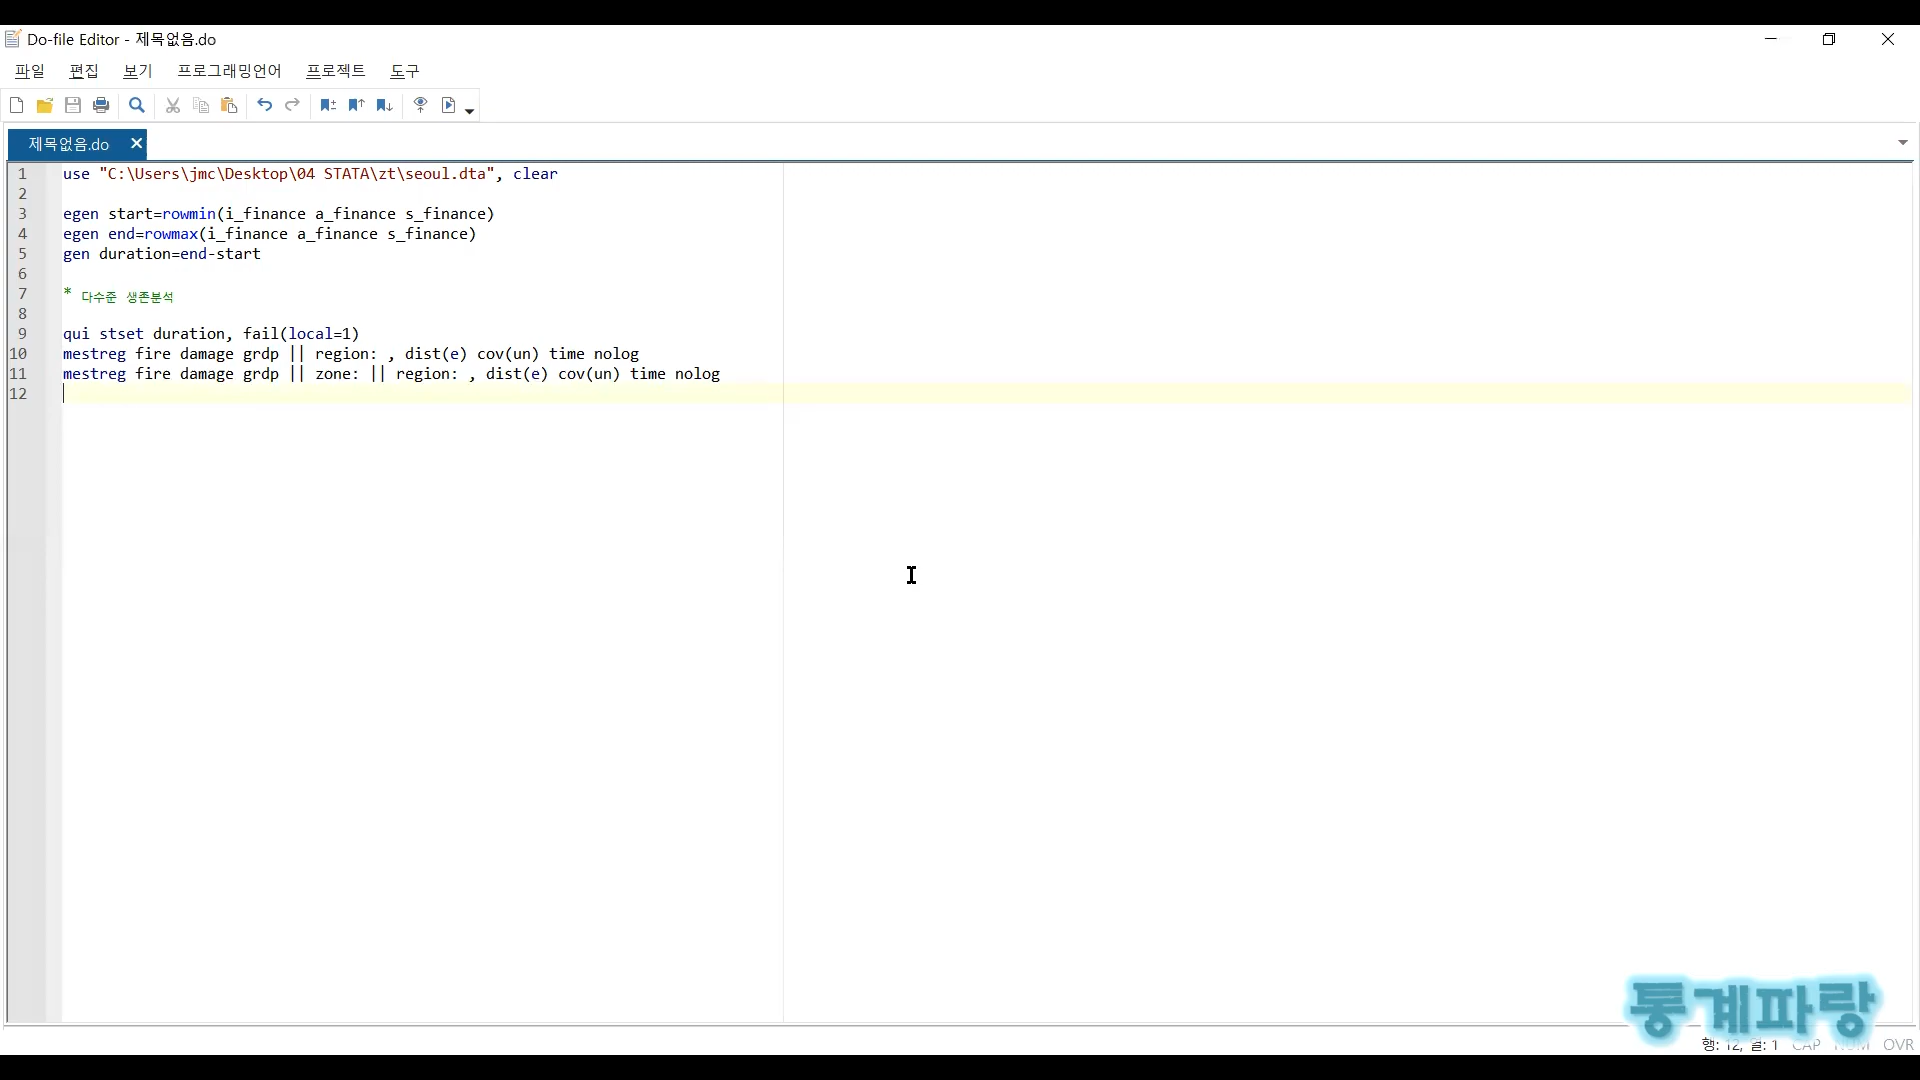 Do-file Editor - 제목없음.do
파일 편집 보기 프로그래밍언어 프로젝트 도구
제목없음.do
1 use "C:\Users\jmc\Desktop\04 STATA\zt\seoul.dta", clear
2
3 egen start=rowmin(i_finance a_finance s_finance)
4 egen end=rowmax(i_finance a_finance s_finance)
5 gen duration=end-start
6
7 * 다수준 생존분석
8
9 qui stset duration, fail(local=1)
10 mestreg fire damage grdp || region: , dist(e) cov(un) time nolog
11 mestreg fire damage grdp || zone: || region: , dist(e) cov(un) time nolog
12
통계파랑
행: 12, 열: 1 CAP NUM OVR